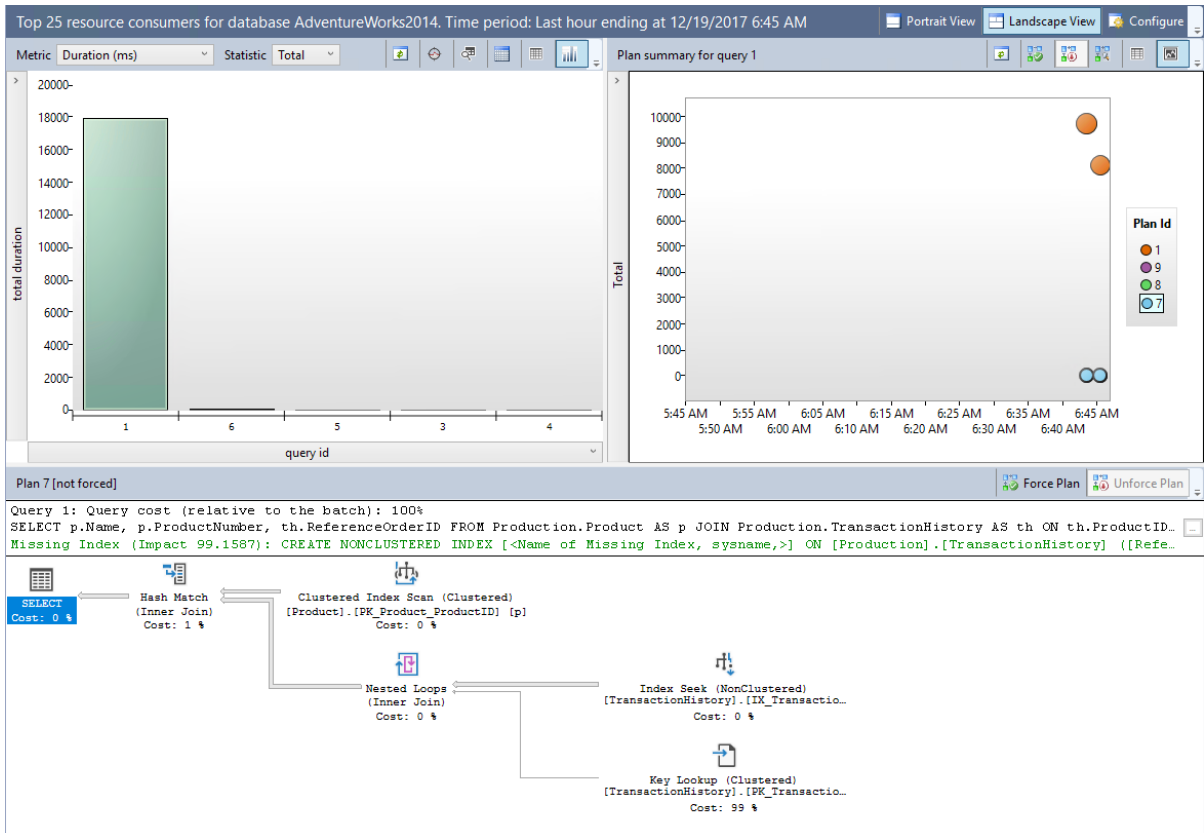 Top 25 resource consumers for database AdventureWorks2014. Time period: Last hour ending at 12/19/2017 6:45 AM
Portrait View
Landscape View
Configure
Metric Duration (ms) Statistic Total
total duration
20000
18000
16000
14000
12000
10000
8000
6000
4000
2000
0
1 6 5 3 4
query id
Plan summary for query 1
Total
10000
9000
8000
7000
6000
5000
4000
3000
2000
1000
0
5:45 AM 5:55 AM 6:05 AM 6:15 AM 6:25 AM 6:35 AM 6:45 AM
5:50 AM 6:00 AM 6:10 AM 6:20 AM 6:30 AM 6:40 AM
Plan Id
1
9
8
7
Plan 7 [not forced]
Force Plan
Unforce Plan
Query 1: Query cost (relative to the batch): 100%
SELECT p.Name, p.ProductNumber, th.ReferenceOrderID FROM Production.Product AS p JOIN Production.TransactionHistory AS th ON th.ProductID…
...
Missing Index (Impact 99.1587): CREATE NONCLUSTERED INDEX [<Name of Missing Index, sysname,>] ON [Production].[TransactionHistory] ([Refe…
SELECT
Cost: 0 %
Hash Match
(Inner Join)
Cost: 1 %
Clustered Index Scan (Clustered)
[Product].[PK_Product_ProductID] [p]
Cost: 0 %
Nested Loops
(Inner Join)
Cost: 0 %
Index Seek (NonClustered)
[TransactionHistory].[IX_Transactio…
Cost: 0 %
Key Lookup (Clustered)
[TransactionHistory].[PK_Transactio…
Cost: 99 %